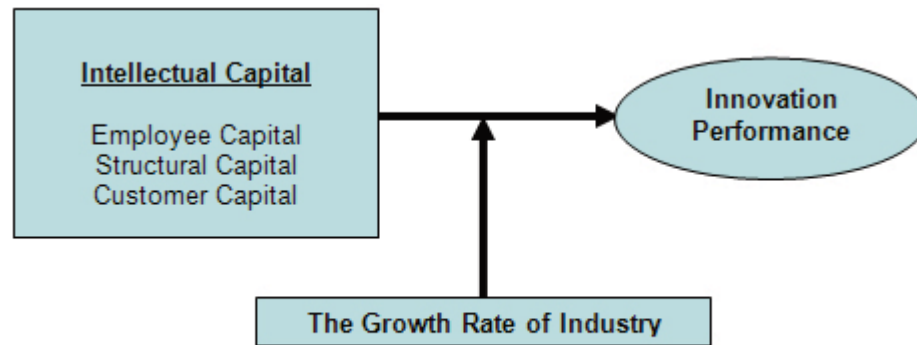 Intellectual Capital
Employee Capital
Structural Capital
Customer Capital
Innovation
Performance
The Growth Rate of Industry